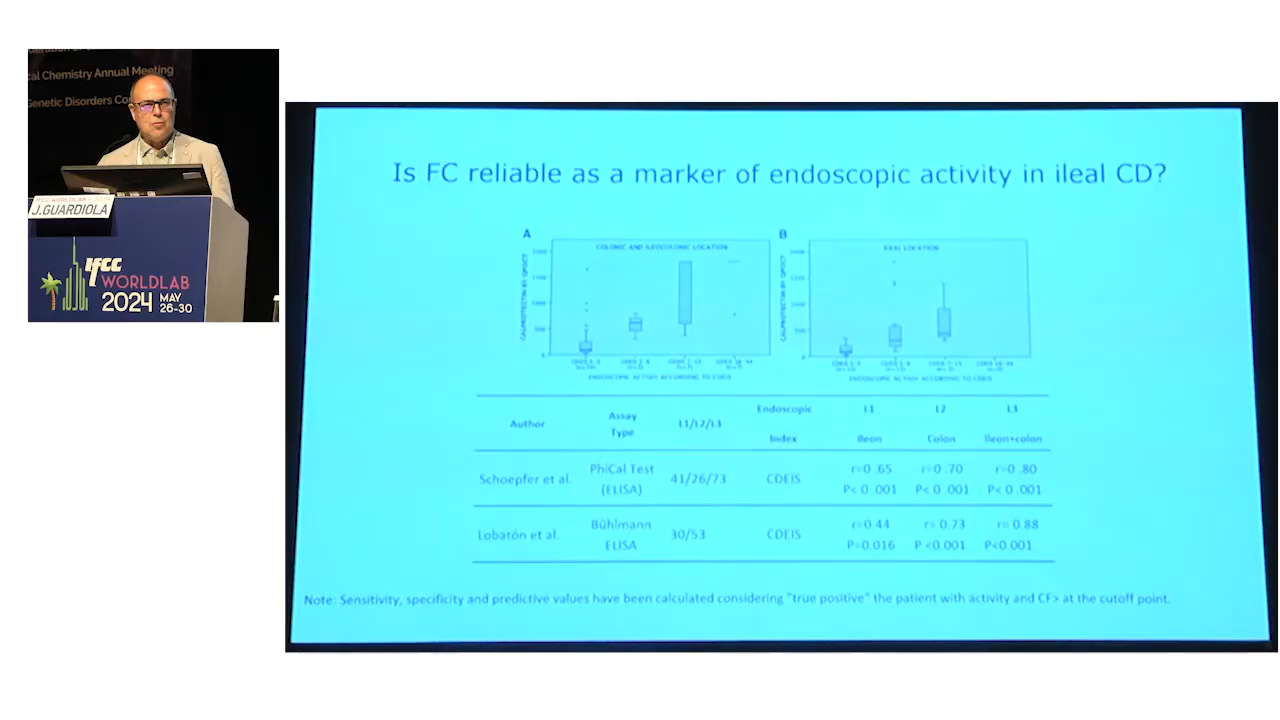 cal Chemistry Annual Meeting
Genetic Disorders Co
IFCC WORLDLAB
J.GUARDIOLA
IFCC
WORLDLAB
2024 MAY
26-30
Is FC reliable as a marker of endoscopic activity in ileal CD?
A
COLONIC AND ILEOCOLONIC LOCATION
ENDOSCOPIC ACTIVITY ACCORDING TO CDEIS
B
ILEAL LOCATION
ENDOSCOPIC ACTIVITY ACCORDING TO CDEIS
Author Assay Type L1/L2/L3 Endoscopic Index L1 Ileon L2 Colon L3 Ileon+colon
Schoepfer et al. PhiCal Test (ELISA) 41/26/73 CDEIS r=0.65 P< 0.001 r=0.70 P< 0.001 r=0.80 P< 0.001
Lobatón et al. Bühlmann ELISA 30/53 CDEIS r=0.44 P=0.016 r= 0.73 P <0.001 r= 0.88 P<0.001
Note: Sensitivity, specificity and predictive values have been calculated considering "true positive" the patient with activity and CF> at the cutoff point.